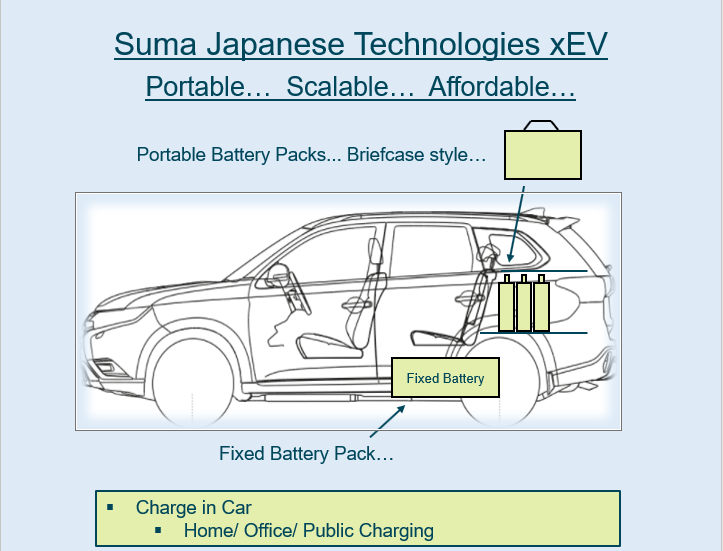 Suma Japanese Technologies xEV
Portable… Scalable… Affordable…
Portable Battery Packs... Briefcase style…
Fixed Battery
Fixed Battery Pack…
▪ Charge in Car
▪ Home/ Office/ Public Charging